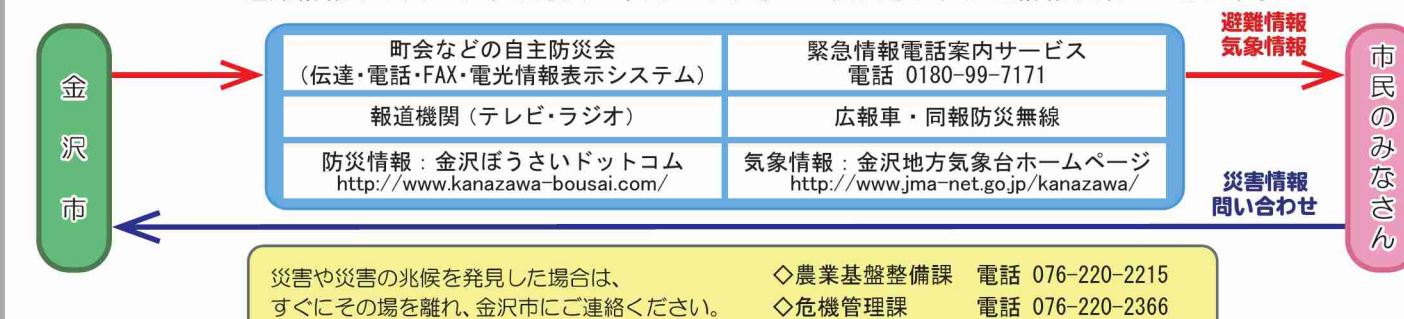 避難情報
気象情報
金沢市
町会などの自主防災会
(伝達・電話・FAX・電光情報表示システム)
緊急情報電話案内サービス
電話 0180-99-7171
報道機関(テレビ・ラジオ)
広報車・同報防災無線
防災情報:金沢ぼうさいドットコム
http://www.kanazawa-bousai.com/
気象情報:金沢地方気象台ホームページ
http://www.jma-net.go.jp/kanazawa/
市民のみなさん
災害情報
問い合わせ
災害や災害の兆候を発見した場合は、
すぐにその場を離れ、金沢市にご連絡ください。
◇農業基盤整備課 電話 076-220-2215
◇危機管理課 電話 076-220-2366